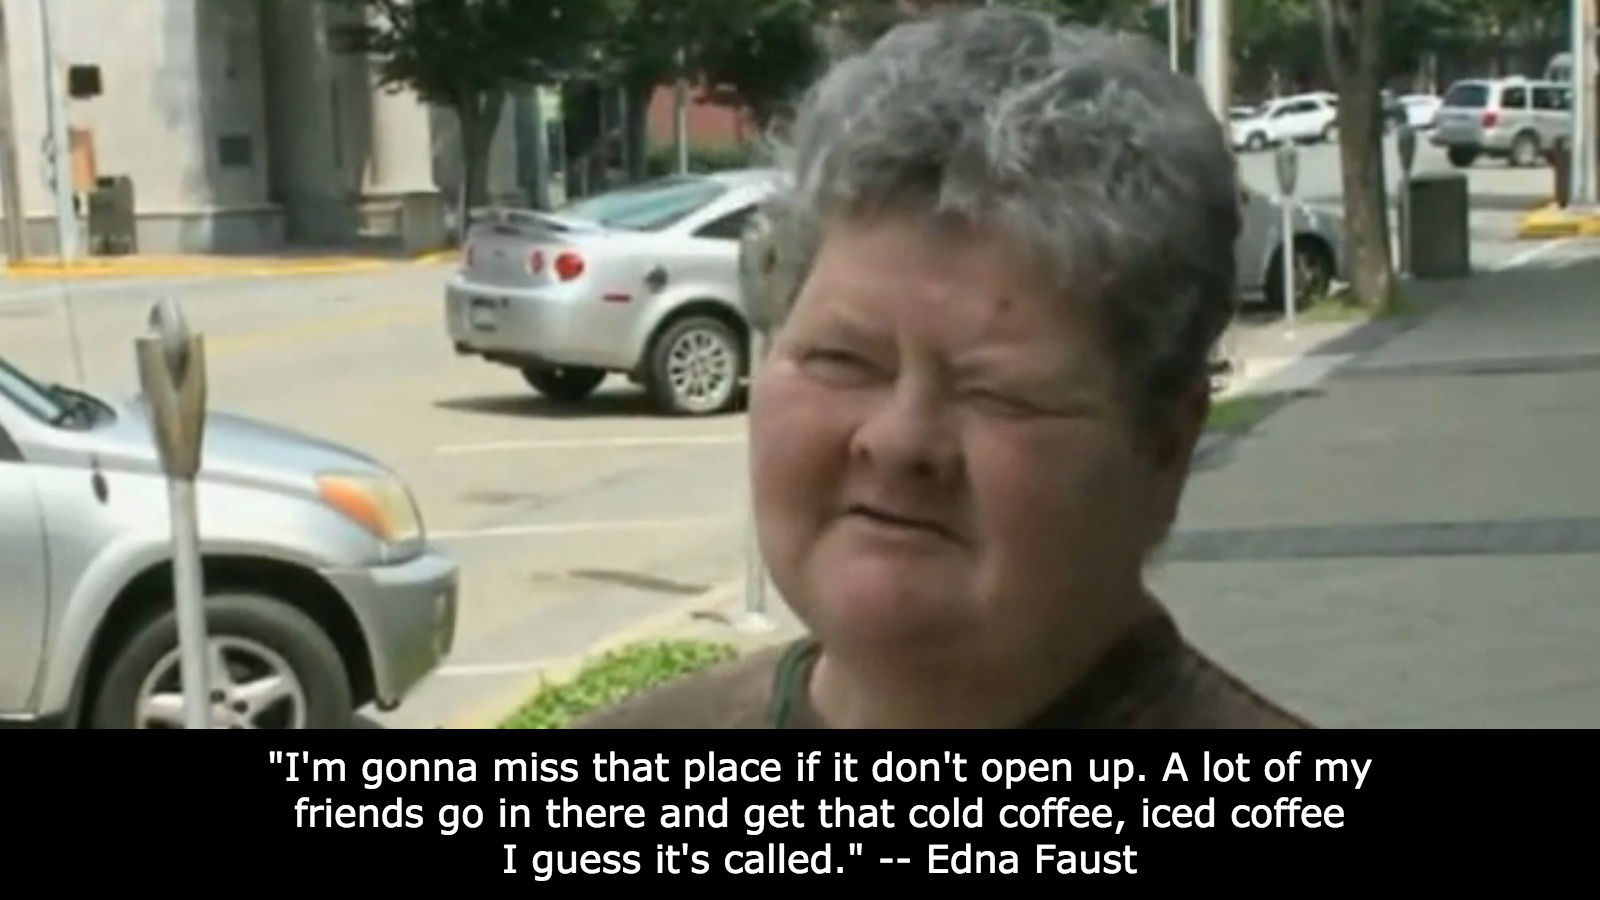 "I'm gonna miss that place if it don't open up. A lot of my
friends go in there and get that cold coffee, iced coffee
I guess it's called." -- Edna Faust